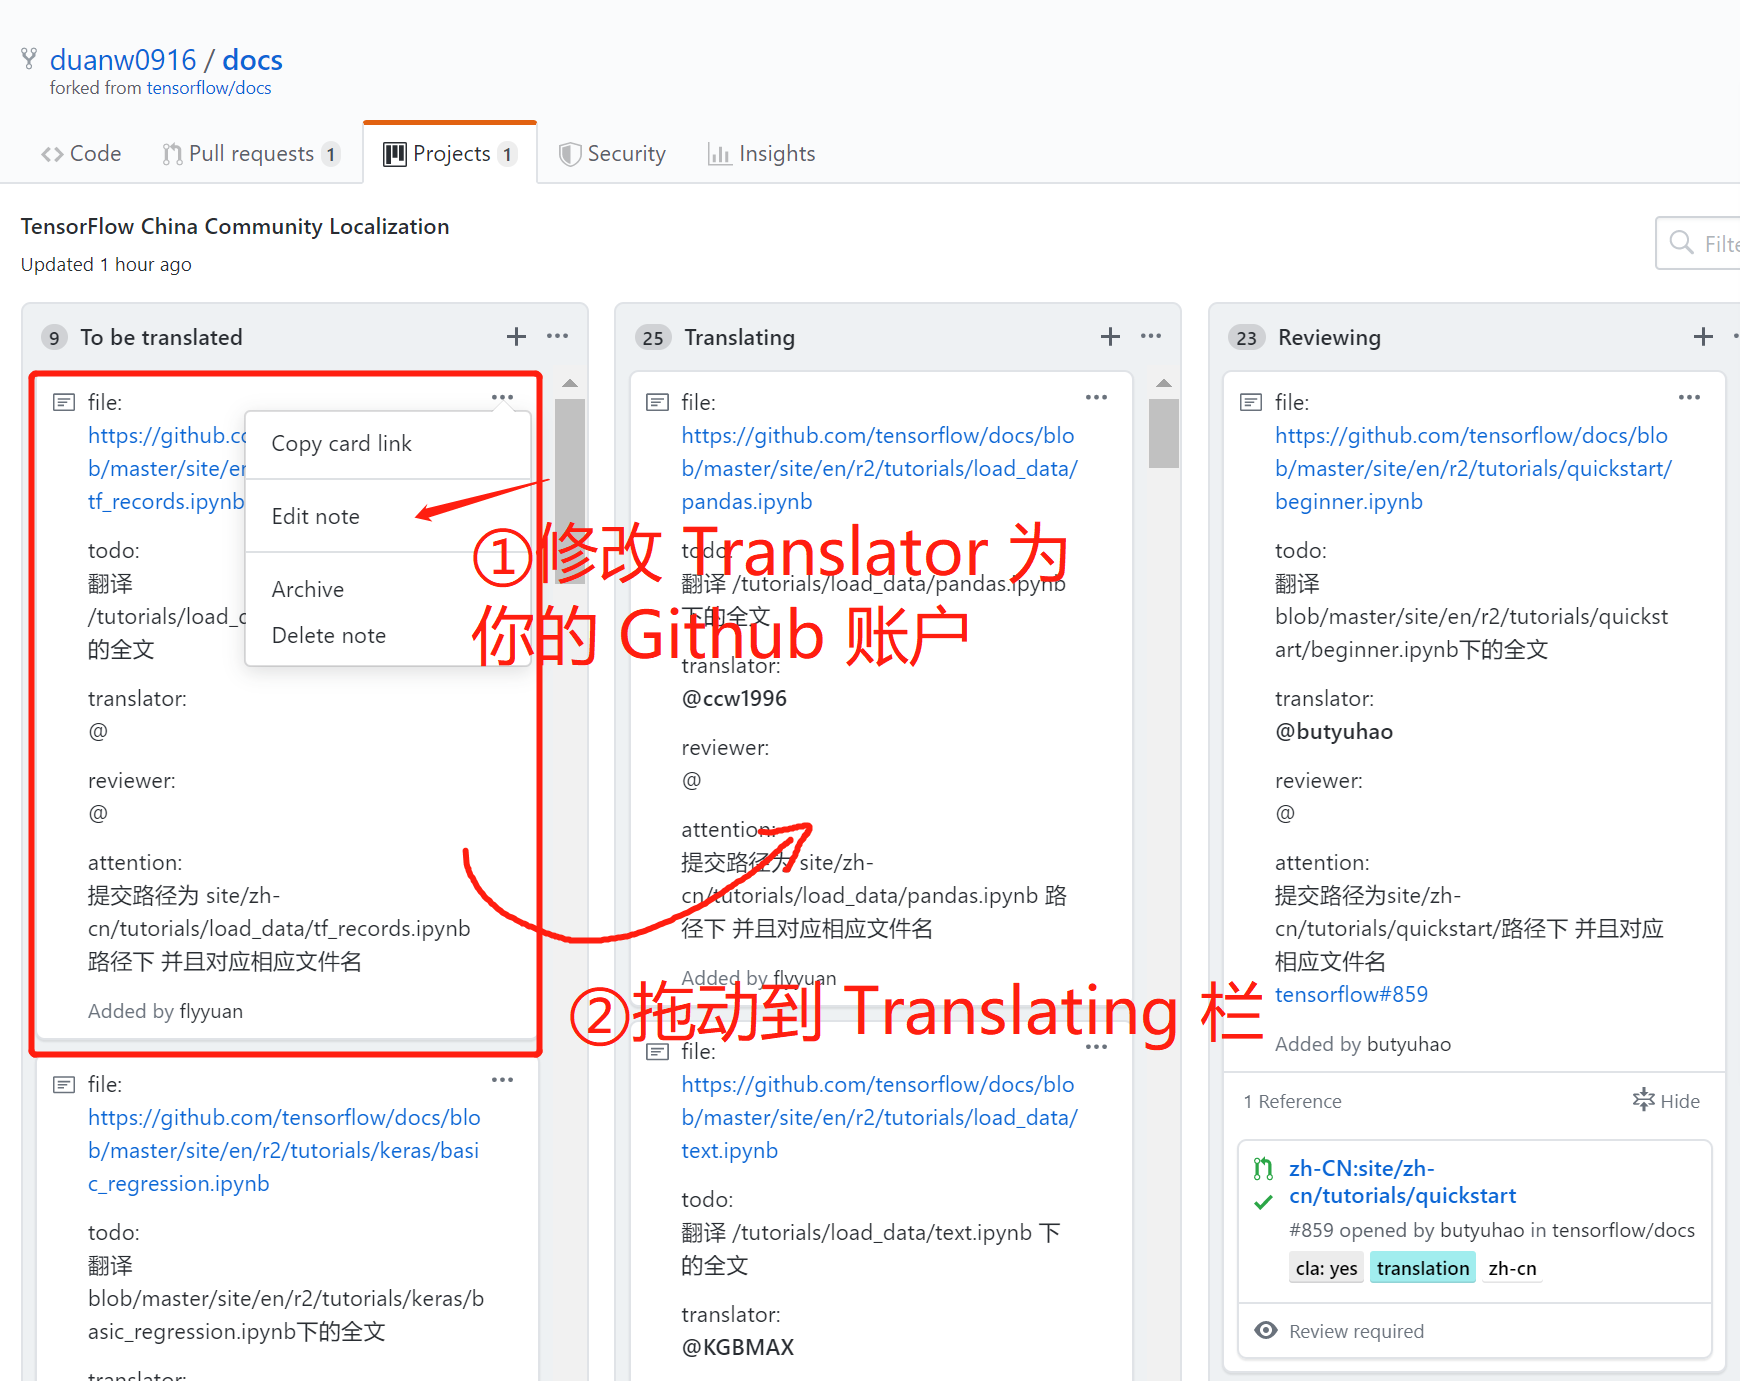 duanw0916 / docs
forked from tensorflow/docs
Code
Pull requests 1
Projects 1
Security
Insights
TensorFlow China Community Localization
Updated 1 hour ago
9 To be translated
file:
https://github.c
b/master/site/e
tf_records.ipynb
Copy card link
Edit note
Archive
Delete note
todo:
翻译
/tutorials/load_
的全文
translator:
@
reviewer:
@
attention:
提交路径为 site/zh-
cn/tutorials/load_data/tf_records.ipynb
路径下 并且对应相应文件名
Added by flyyuan
file:
https://github.com/tensorflow/docs/blo
b/master/site/en/r2/tutorials/keras/basi
c_regression.ipynb
todo:
翻译
blob/master/site/en/r2/tutorials/keras/b
asic_regression.ipynb下的全文
translator:
①修改 Translator 为
你的 Github 账户
②拖动到 Translating 栏
25 Translating
file:
https://github.com/tensorflow/docs/blo
b/master/site/en/r2/tutorials/load_data/
pandas.ipynb
todo:
翻译 /tutorials/load_data/pandas.ipynb
下的全文
translator:
@ccw1996
reviewer:
@
attention:
提交路径为 site/zh-
cn/tutorials/load_data/pandas.ipynb 路
径下 并且对应相应文件名
Added by flyyuan
file:
https://github.com/tensorflow/docs/blo
b/master/site/en/r2/tutorials/load_data/
text.ipynb
todo:
翻译 /tutorials/load_data/text.ipynb 下
的全文
translator:
@KGBMAX
23 Reviewing
file:
https://github.com/tensorflow/docs/blo
b/master/site/en/r2/tutorials/quickstart/
beginner.ipynb
todo:
翻译
blob/master/site/en/r2/tutorials/quickst
art/beginner.ipynb下的全文
translator:
@butyuhao
reviewer:
@
attention:
提交路径为site/zh-
cn/tutorials/quickstart/路径下 并且对应
相应文件名
tensorflow#859
Added by butyuhao
1 Reference
Hide
zh-CN:site/zh-
cn/tutorials/quickstart
#859 opened by butyuhao in tensorflow/docs
cla: yes translation zh-cn
Review required